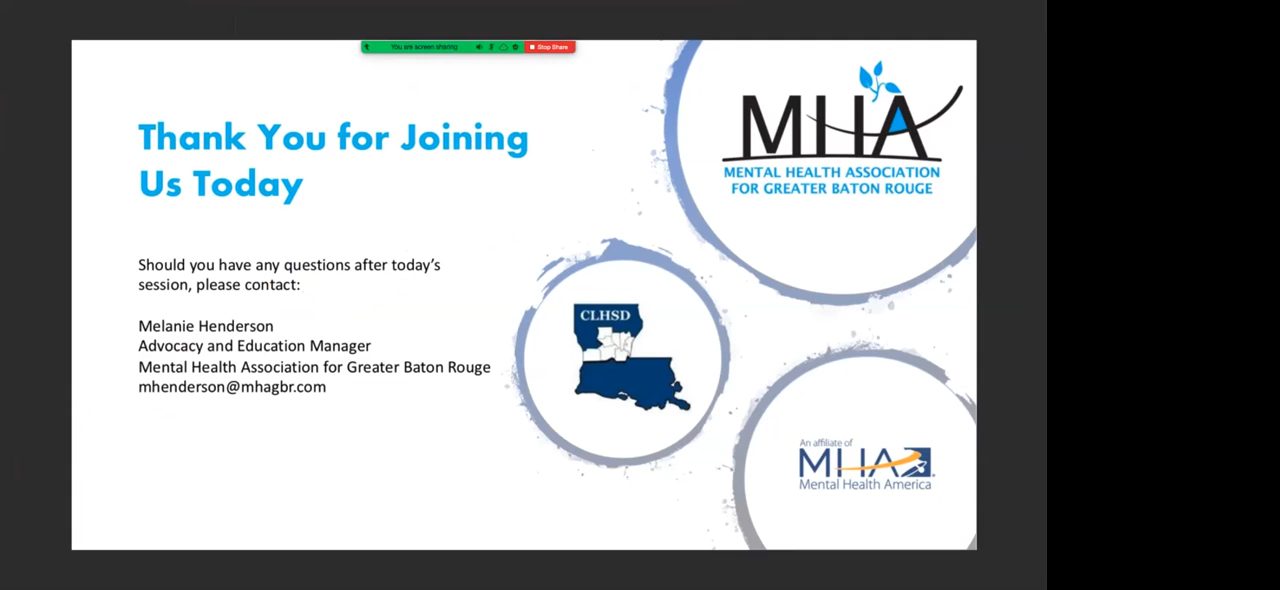 You are screen sharing
Stop Share
Thank You for Joining
Us Today
MHA
MENTAL HEALTH ASSOCIATION
FOR GREATER BATON ROUGE
Should you have any questions after today's
session, please contact:
Melanie Henderson
Advocacy and Education Manager
Mental Health Association for Greater Baton Rouge
mhenderson@mhagbr.com
CLHSD
An affiliate of
MHA
Mental Health America